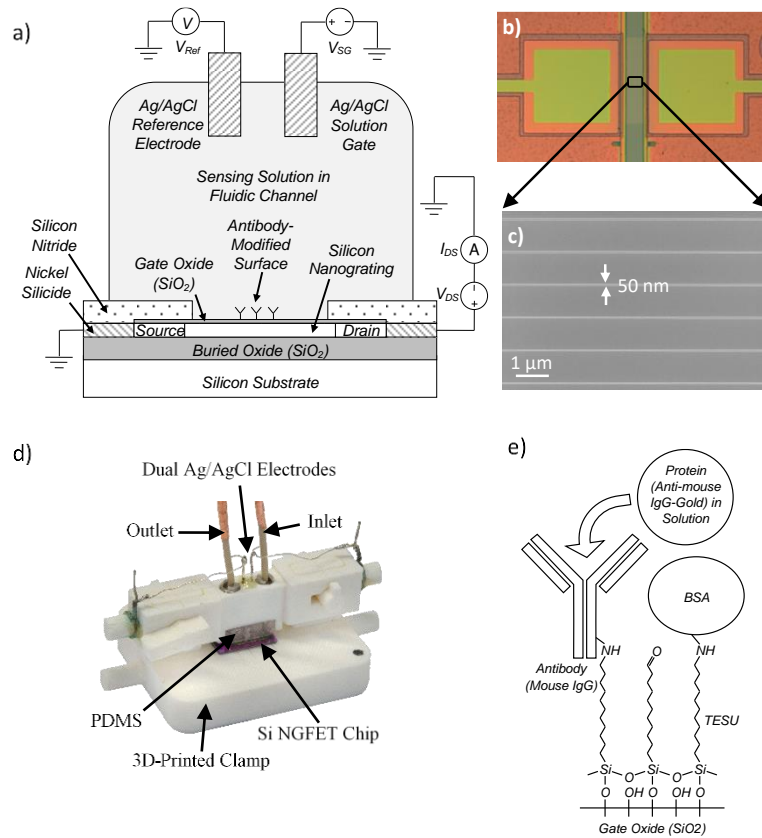 a)
V
V_Ref
V_SG
Ag/AgCl
Reference
Electrode
Ag/AgCl
Solution
Gate
Sensing Solution in
Fluidic Channel
Silicon
Nitride
Nickel
Silicide
Gate Oxide
(SiO₂)
Antibody-
Modified
Surface
Silicon
Nanograting
I_DS
A
V_DS
Source
Drain
Buried Oxide (SiO₂)
Silicon Substrate
b)
c)
50 nm
1 μm
d)
Dual Ag/AgCl Electrodes
Outlet
Inlet
PDMS
Si NGFET Chip
3D-Printed Clamp
e)
Protein
(Anti-mouse
IgG-Gold) in
Solution
BSA
Antibody
(Mouse IgG)
NH
O
NH
TESU
Si
O
Si
O
Si
O
OH
O
OH
O
Gate Oxide (SiO2)